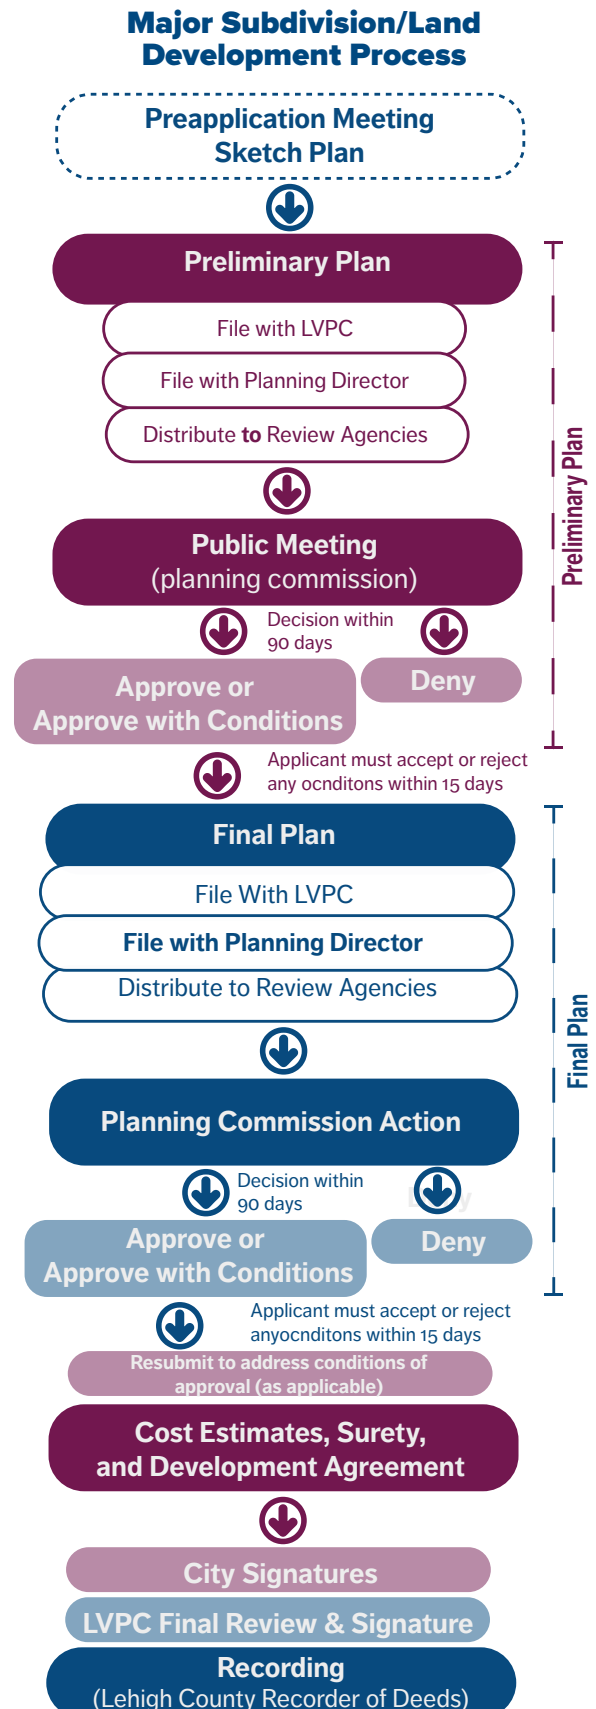 Major Subdivision/Land
Development Process
Preapplication Meeting
Sketch Plan
Preliminary Plan
File with LVPC
File with Planning Director
Distribute to Review Agencies
Preliminary Plan
Public Meeting
(planning commission)
Decision within
90 days
Approve or
Approve with Conditions
Deny
Applicant must accept or reject
any ocnditons within 15 days
Final Plan
File With LVPC
File with Planning Director
Distribute to Review Agencies
Final Plan
Planning Commission Action
Decision within
90 days
Approve or
Approve with Conditions
Deny
Applicant must accept or reject
anyocnditons within 15 days
Resubmit to address conditions of
approval (as applicable)
Cost Estimates, Surety,
and Development Agreement
City Signatures
LVPC Final Review & Signature
Recording
(Lehigh County Recorder of Deeds)